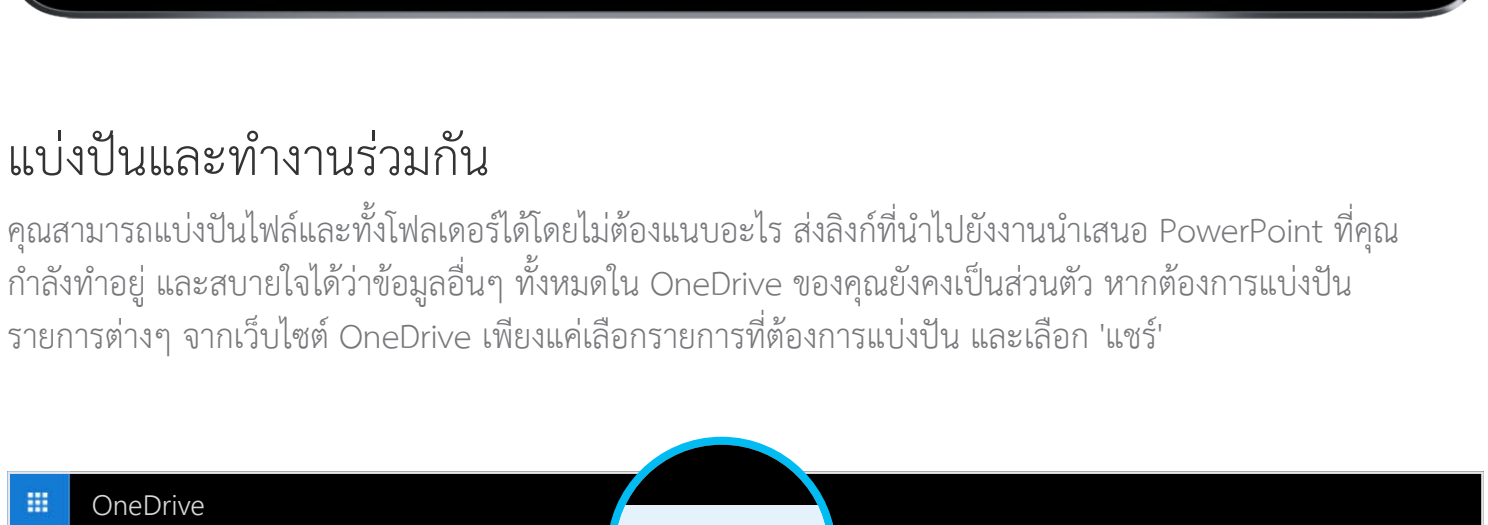 แบ่งปันและทำงานร่วมกัน
คุณสามารถแบ่งปันไฟล์และทั้งโฟลเดอร์ได้โดยไม่ต้องแนบอะไร ส่งลิงก์ที่นำไปยังงานนำเสนอ PowerPoint ที่คุณ
กำลังทำอยู่ และสบายใจได้ว่าข้อมูลอื่นๆ ทั้งหมดใน OneDrive ของคุณยังคงเป็นส่วนตัว หากต้องการแบ่งปัน
รายการต่างๆ จากเว็บไซต์ OneDrive เพียงแค่เลือกรายการที่ต้องการแบ่งปัน และเลือก 'แชร์'
OneDrive